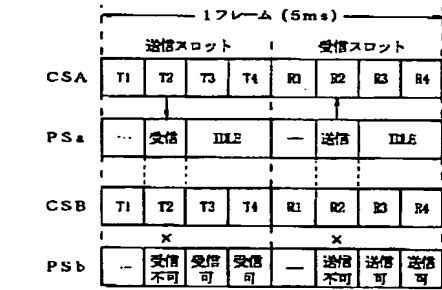 1フレーム (5ms)
送信スロット 受信スロット
CSA T1 T2 T3 T4 R1 R2 R3 R4
PSa … 受信 IDLE — 送信 IDLE
CSB T1 T2 T3 T4 R1 R2 R3 R4
× ×
PSb … 受信不可 受信可 受信可 — 送信不可 送信可 送信可